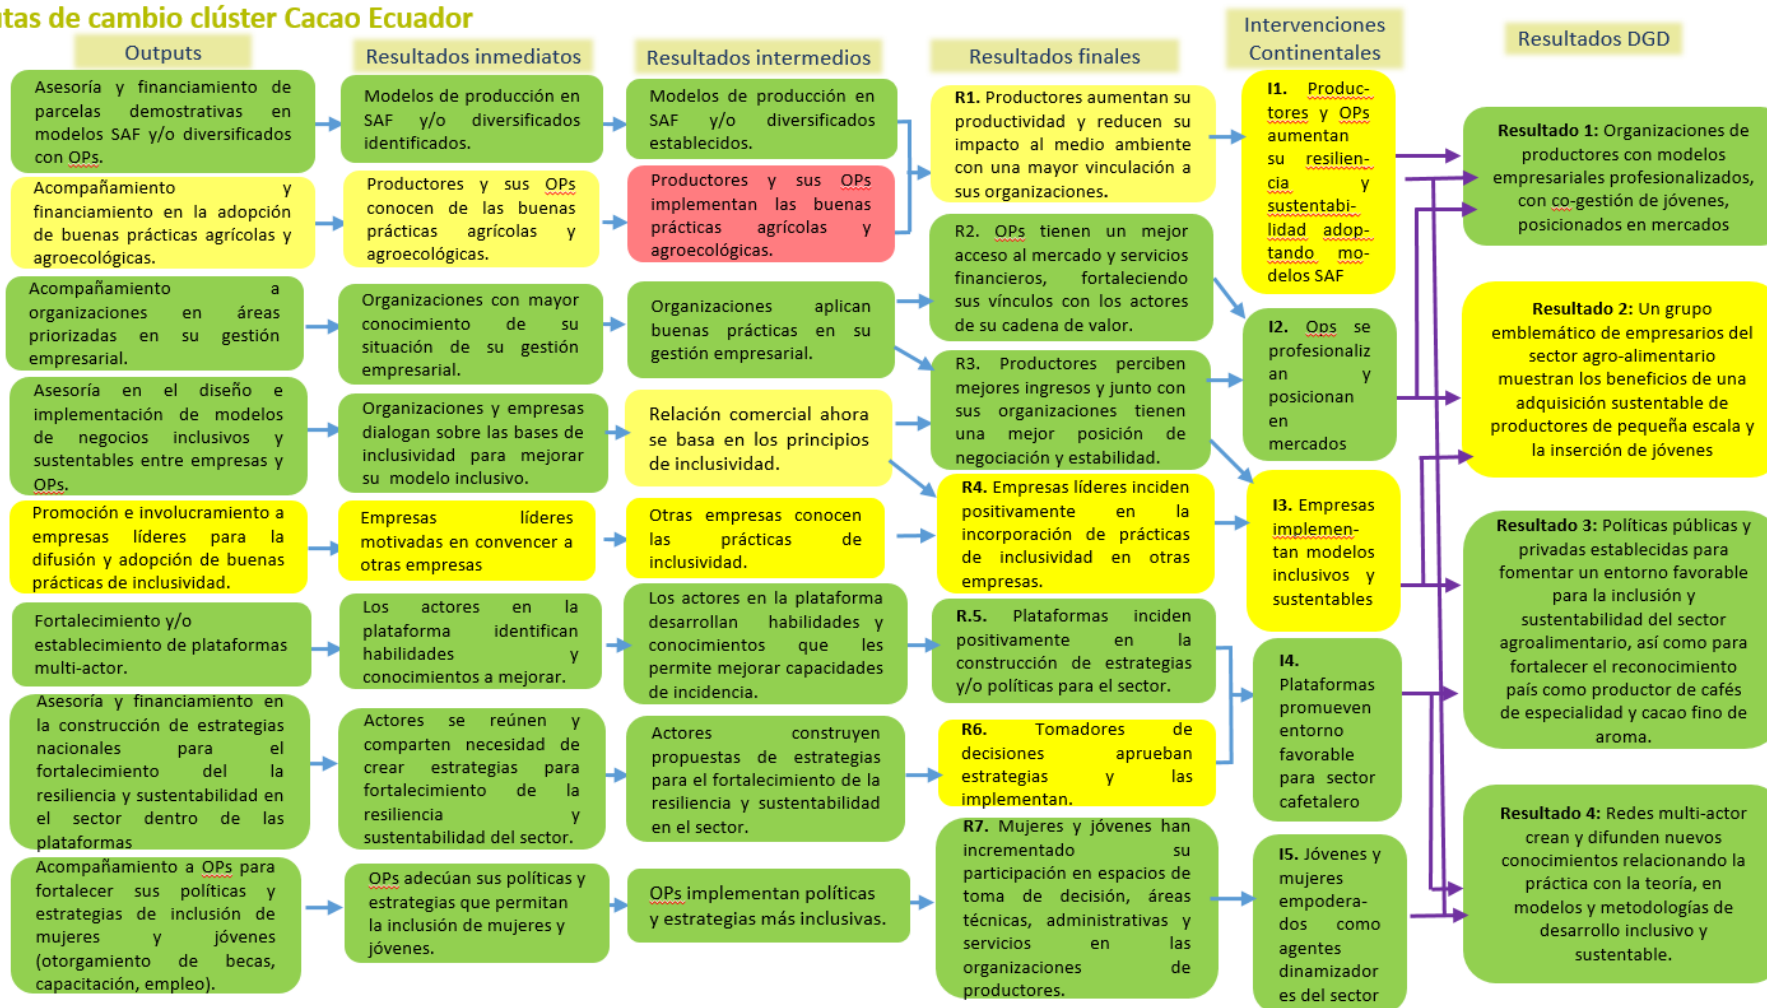 utas de cambio clúster Cacao Ecuador
Outputs
Resultados inmediatos
Resultados intermedios
Resultados finales
Intervenciones
Continentales
Resultados DGD
Asesoría y financiamiento de
parcelas demostrativas en
modelos SAF y/o diversificados
con OPs.
Modelos de producción en
SAF y/o diversificados
identificados.
Modelos de producción en
SAF y/o diversificados
establecidos.
R1. Productores aumentan su
productividad y reducen su
impacto al medio ambiente
con una mayor vinculación a
sus organizaciones.
I1. Produc-
tores y OPs
aumentan
su resilien-
cia y
sustentabi-
lidad adop-
tando mo-
delos SAF
Resultado 1: Organizaciones de
productores con modelos
empresariales profesionalizados,
con co-gestión de jóvenes,
posicionados en mercados
Acompañamiento y
financiamiento en la adopción
de buenas prácticas agrícolas y
agroecológicas.
Productores y sus OPs
conocen de las buenas
prácticas agrícolas y
agroecológicas.
Productores y sus OPs
implementan las buenas
prácticas agrícolas y
agroecológicas.
R2. OPs tienen un mejor
acceso al mercado y servicios
financieros, fortaleciendo
sus vínculos con los actores
de su cadena de valor.
Acompañamiento a
organizaciones en áreas
priorizadas en su gestión
empresarial.
Organizaciones con mayor
conocimiento de su
situación de su gestión
empresarial.
Organizaciones aplican
buenas prácticas en su
gestión empresarial.
R3. Productores perciben
mejores ingresos y junto con
sus organizaciones tienen
una mejor posición de
negociación y estabilidad.
I2. Ops se
profesionaliz
an y
posicionan
en
mercados
Resultado 2: Un grupo
emblemático de empresarios del
sector agro-alimentario
muestran los beneficios de una
adquisición sustentable de
productores de pequeña escala y
la inserción de jóvenes
Asesoría en el diseño e
implementación de modelos
de negocios inclusivos y
sustentables entre empresas y
OPs.
Organizaciones y empresas
dialogan sobre las bases de
inclusividad para mejorar
su modelo inclusivo.
Relación comercial ahora
se basa en los principios
de inclusividad.
R4. Empresas líderes inciden
positivamente en la
incorporación de prácticas
de inclusividad en otras
empresas.
I3. Empresas
implemen-
tan modelos
inclusivos y
sustentables
Promoción e involucramiento a
empresas líderes para la
difusión y adopción de buenas
prácticas de inclusividad.
Empresas líderes
motivadas en convencer a
otras empresas
Otras empresas conocen
las prácticas de
inclusividad.
Resultado 3: Políticas públicas y
privadas establecidas para
fomentar un entorno favorable
para la inclusión y
sustentabilidad del sector
agroalimentario, así como para
fortalecer el reconocimiento
país como productor de cafés
de especialidad y cacao fino de
aroma.
Fortalecimiento y/o
establecimiento de plataformas
multi-actor.
Los actores en la
plataforma identifican
habilidades y
conocimientos a mejorar.
Los actores en la plataforma
desarrollan habilidades y
conocimientos que les
permite mejorar capacidades
de incidencia.
R.5. Plataformas inciden
positivamente en la
construcción de estrategias
y/o políticas para el sector.
I4.
Plataformas
promueven
entorno
favorable
para sector
cafetalero
Asesoría y financiamiento en
la construcción de estrategias
nacionales para el
fortalecimiento del la
resiliencia y sustentabilidad en
el sector dentro de las
plataformas
Actores se reúnen y
comparten necesidad de
crear estrategias para
fortalecimiento de la
resiliencia y
sustentabilidad del sector.
Actores construyen
propuestas de estrategias
para el fortalecimiento de la
resiliencia y sustentabilidad
en el sector.
R6. Tomadores de
decisiones aprueban
estrategias y las
implementan.
Resultado 4: Redes multi-actor
crean y difunden nuevos
conocimientos relacionando la
práctica con la teoría, en
modelos y metodologías de
desarrollo inclusivo y
sustentable.
Acompañamiento a OPs para
fortalecer sus políticas y
estrategias de inclusión de
mujeres y jóvenes
(otorgamiento de becas,
capacitación, empleo).
OPs adecúan sus políticas y
estrategias que permitan
la inclusión de mujeres y
jóvenes.
OPs implementan políticas
y estrategias más inclusivas.
R7. Mujeres y jóvenes han
incrementado su
participación en espacios de
toma de decisión, áreas
técnicas, administrativas y
servicios en las
organizaciones de
productores.
I5. Jóvenes y
mujeres
empodera-
dos como
agentes
dinamizador
es del sector